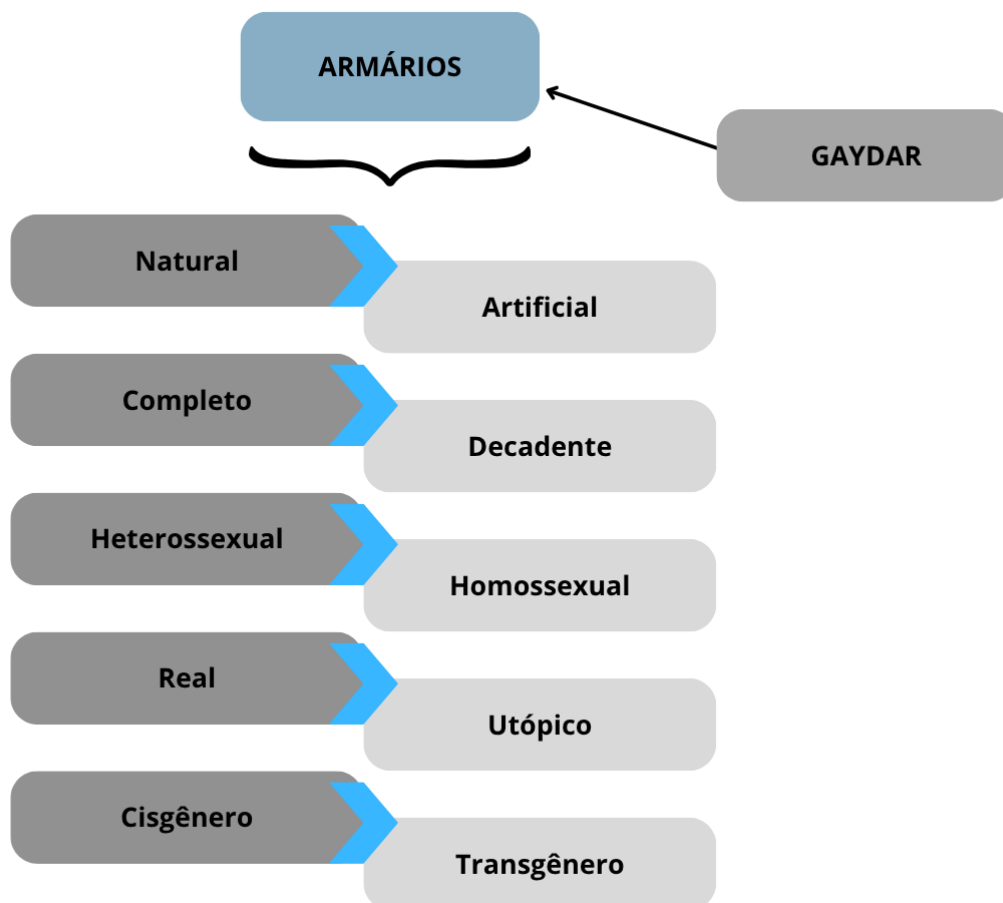 ARMÁRIOS
GAYDAR
Natural
Artificial
Completo
Decadente
Heterossexual
Homossexual
Real
Utópico
Cisgênero
Transgênero